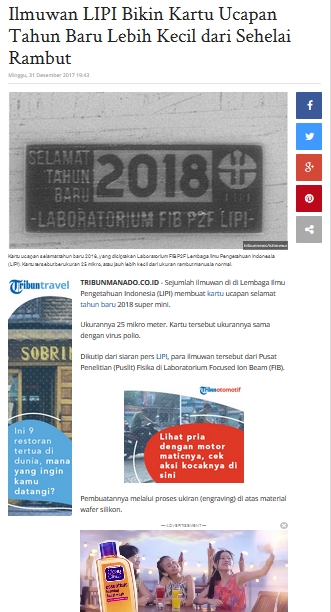 Ilmuwan LIPI Bikin Kartu Ucapan
Tahun Baru Lebih Kecil dari Sehelai
Rambut
Minggu, 31 Desember 2017 19:43
SELAMAT
TAHUN
BARU
2018
LIPI
-LABORATORIUM FIB P2F LIPI-
Kartu ucapan selamat tahun baru 2018, yang diciptakan Laboratorium FIB P2F Lembaga Ilmu Pengetahuan Indonesia
(LIPI). Kartu tersebut berukuran 25 mikro, atau jauh lebih kecil dari ukuran rambut manusia normal.
Tribuntravel
SOBRIN
Ini 9
restoran
tertua di
dunia, mana
yang ingin
kamu
datangi?
TRIBUNMANADO.CO.ID - Sejumlah ilmuwan di di Lembaga Ilmu
Pengetahuan Indonesia (LIPI) membuat kartu ucapan selamat
tahun baru 2018 super mini.
Ukurannya 25 mikro meter. Kartu tersebut ukurannya sama
dengan virus polio.
Dikutip dari siaran pers LIPI, para ilmuwan tersebut dari Pusat
Penelitian (Puslit) Fisika di Laboratorium Focused Ion Beam (FIB).
Tribunotomotif
Lihat pria
dengan motor
maticnya, cek
aksi kocaknya di
sini
Pembuatannya melalui proses ukiran (engraving) di atas material
wafer silikon.
ADVERTISEMENT
Clean & Clear